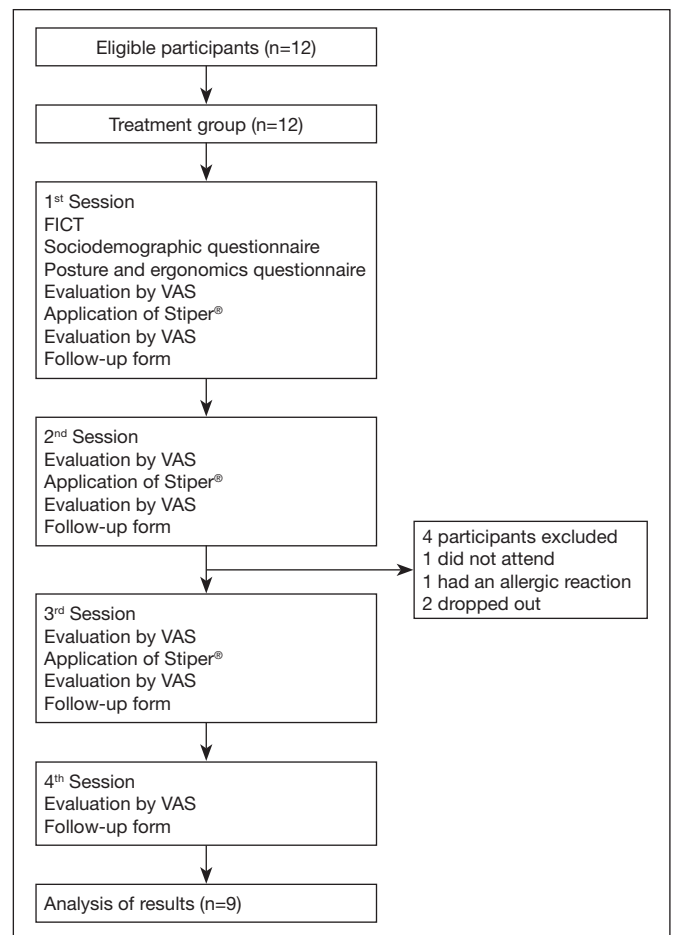 Eligible participants (n=12)
Treatment group (n=12)
1st Session
FICT
Sociodemographic questionnaire
Posture and ergonomics questionnaire
Evaluation by VAS
Application of Stiper®
Evaluation by VAS
Follow-up form
2nd Session
Evaluation by VAS
Application of Stiper®
Evaluation by VAS
Follow-up form
4 participants excluded
1 did not attend
1 had an allergic reaction
2 dropped out
3rd Session
Evaluation by VAS
Application of Stiper®
Evaluation by VAS
Follow-up form
4th Session
Evaluation by VAS
Follow-up form
Analysis of results (n=9)